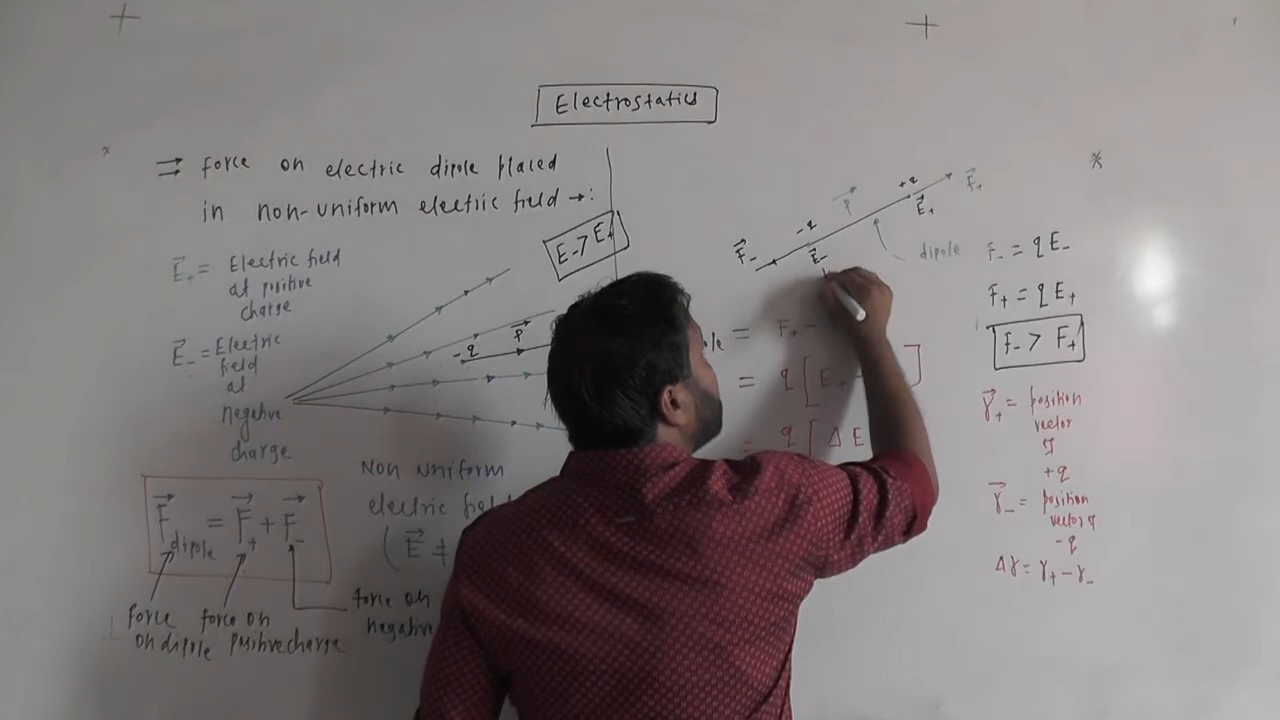 Electrostatics
⇒ force on electric dipole placed
in non-uniform electric field →:
E₋ > E₊
E⃗₊ = Electric field
at positive
charge
E⃗₋ = Electric
field
at
negative
charge
-q
P⃗
F⃗dipole = F⃗₊ + F⃗₋
force
on dipole
force on
positive charge
force on
negative
Non Uniform
electric
( E⃗ ≠
F⃗₋
-q
E⃗₋
P⃗
+q
E⃗₊
F⃗₊
dipole
= F₊ -
= q [ E₊ ]
= q [ Δ E
F₋ = q E₋
F₊ = q E₊
F₋ > F₊
r⃗₊ = position
vector
of
+q
r⃗₋ = position
vector of
-q
Δr = r₊ - r₋